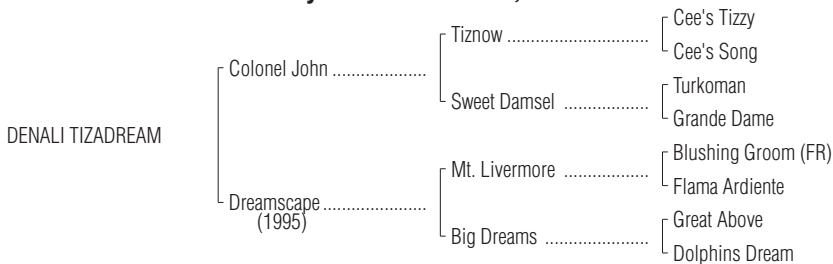 Cee's Tizzy
Tiznow ..............................
Cee's Song
Colonel John ....................
Turkoman
Sweet Damsel ..................
Grande Dame
DENALI TIZADREAM
Blushing Groom (FR)
Mt. Livermore ..................
Flama Ardiente
Dreamscape ......................
(1995)
Great Above
Big Dreams ......................
Dolphins Dream